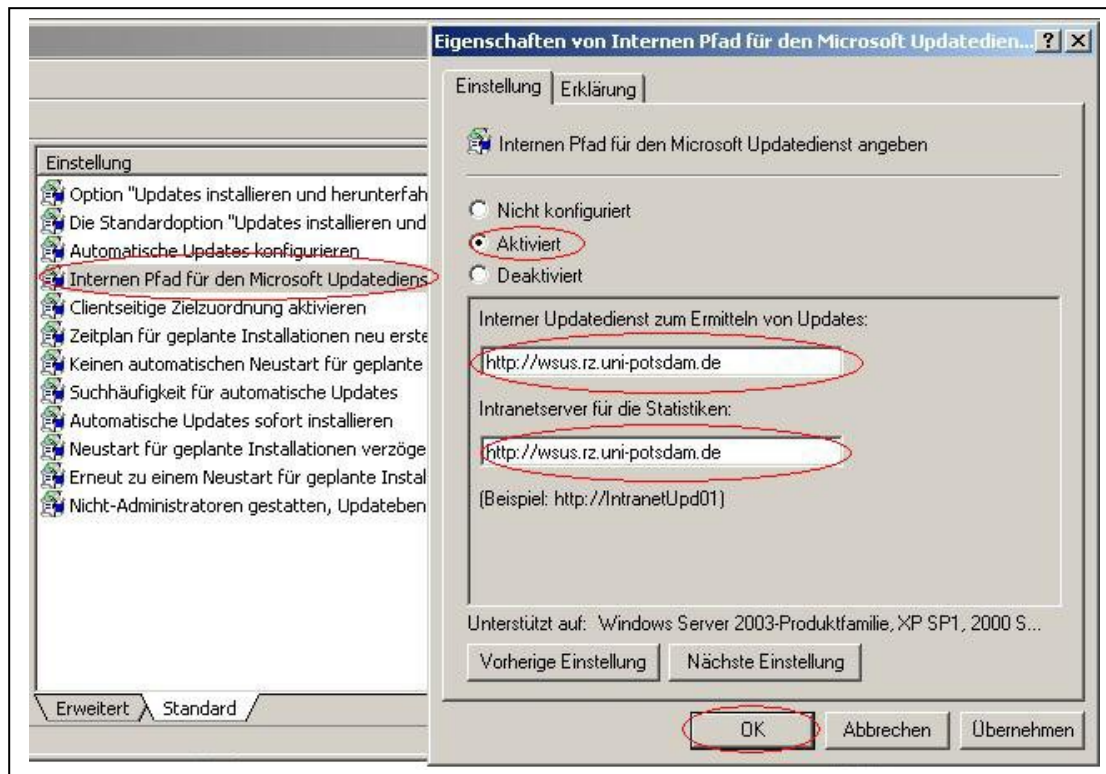 Einstellung
Option "Updates installieren und herunterfah
Die Standardoption "Updates installieren und
Automatische Updates konfigurieren
Internen Pfad für den Microsoft Updatediens
Clientseitige Zielzuordnung aktivieren
Zeitplan für geplante Installationen neu erste
Keinen automatischen Neustart für geplante
Suchhäufigkeit für automatische Updates
Automatische Updates sofort installieren
Neustart für geplante Installationen verzöge
Erneut zu einem Neustart für geplante Instal
Nicht-Administratoren gestatten, Updateben
Erweitert
Standard
Eigenschaften von Internen Pfad für den Microsoft Updatedien...
Einstellung
Erklärung
Internen Pfad für den Microsoft Updatedienst angeben
Nicht konfiguriert
Aktiviert
Deaktiviert
Interner Updatedienst zum Ermitteln von Updates:
http://wsus.rz.uni-potsdam.de
Intranetserver für die Statistiken:
http://wsus.rz.uni-potsdam.de
(Beispiel: http://IntranetUpd01)
Unterstützt auf: Windows Server 2003-Produktfamilie, XP SP1, 2000 S...
Vorherige Einstellung
Nächste Einstellung
OK
Abbrechen
Übernehmen